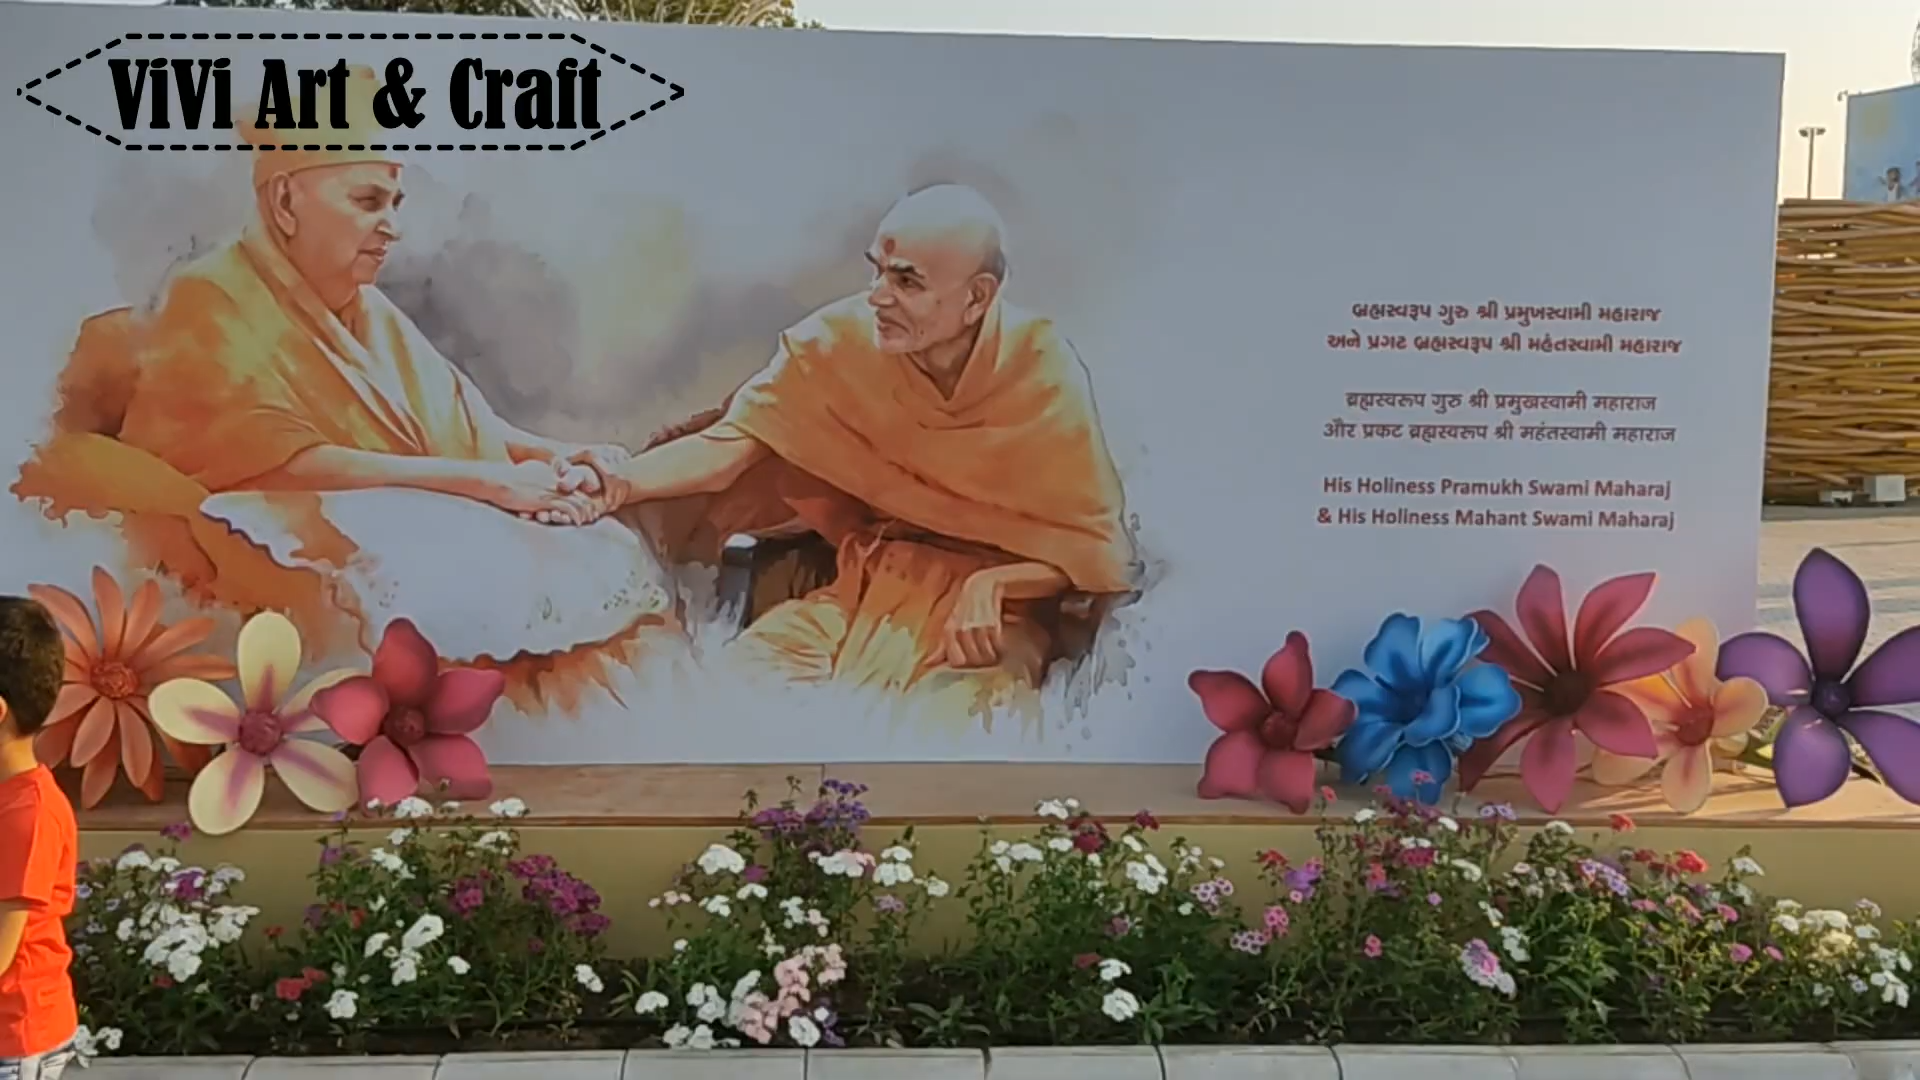 ViVi Art & Craft
બ્રહ્મસ્વરૂપ ગુરુ શ્રી પ્રમુખસ્વામી મહારાજ
અને પ્રગટ બ્રહ્મસ્વરૂપ શ્રી મહંતસ્વામી મહારાજ
ब्रह्मस्वरूप गुरु श्री प्रमुखस्वामी महाराज
और प्रकट ब्रह्मस्वरूप श्री महंतस्वामी महाराज
His Holiness Pramukh Swami Maharaj
& His Holiness Mahant Swami Maharaj